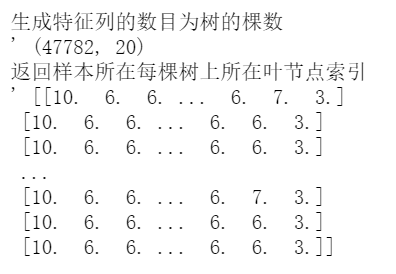 生成特征列的数目为树的棵数
' (47782, 20)
返回样本所在每棵树上所在叶节点索引
' [[10.  6.  6. ...  6.  7.  3.]
 [10.  6.  6. ...  6.  6.  3.]
 [10.  6.  6. ...  6.  6.  3.]
 ...
 [10.  6.  6. ...  6.  7.  3.]
 [10.  6.  6. ...  6.  6.  3.]
 [10.  6.  6. ...  6.  6.  3.]]